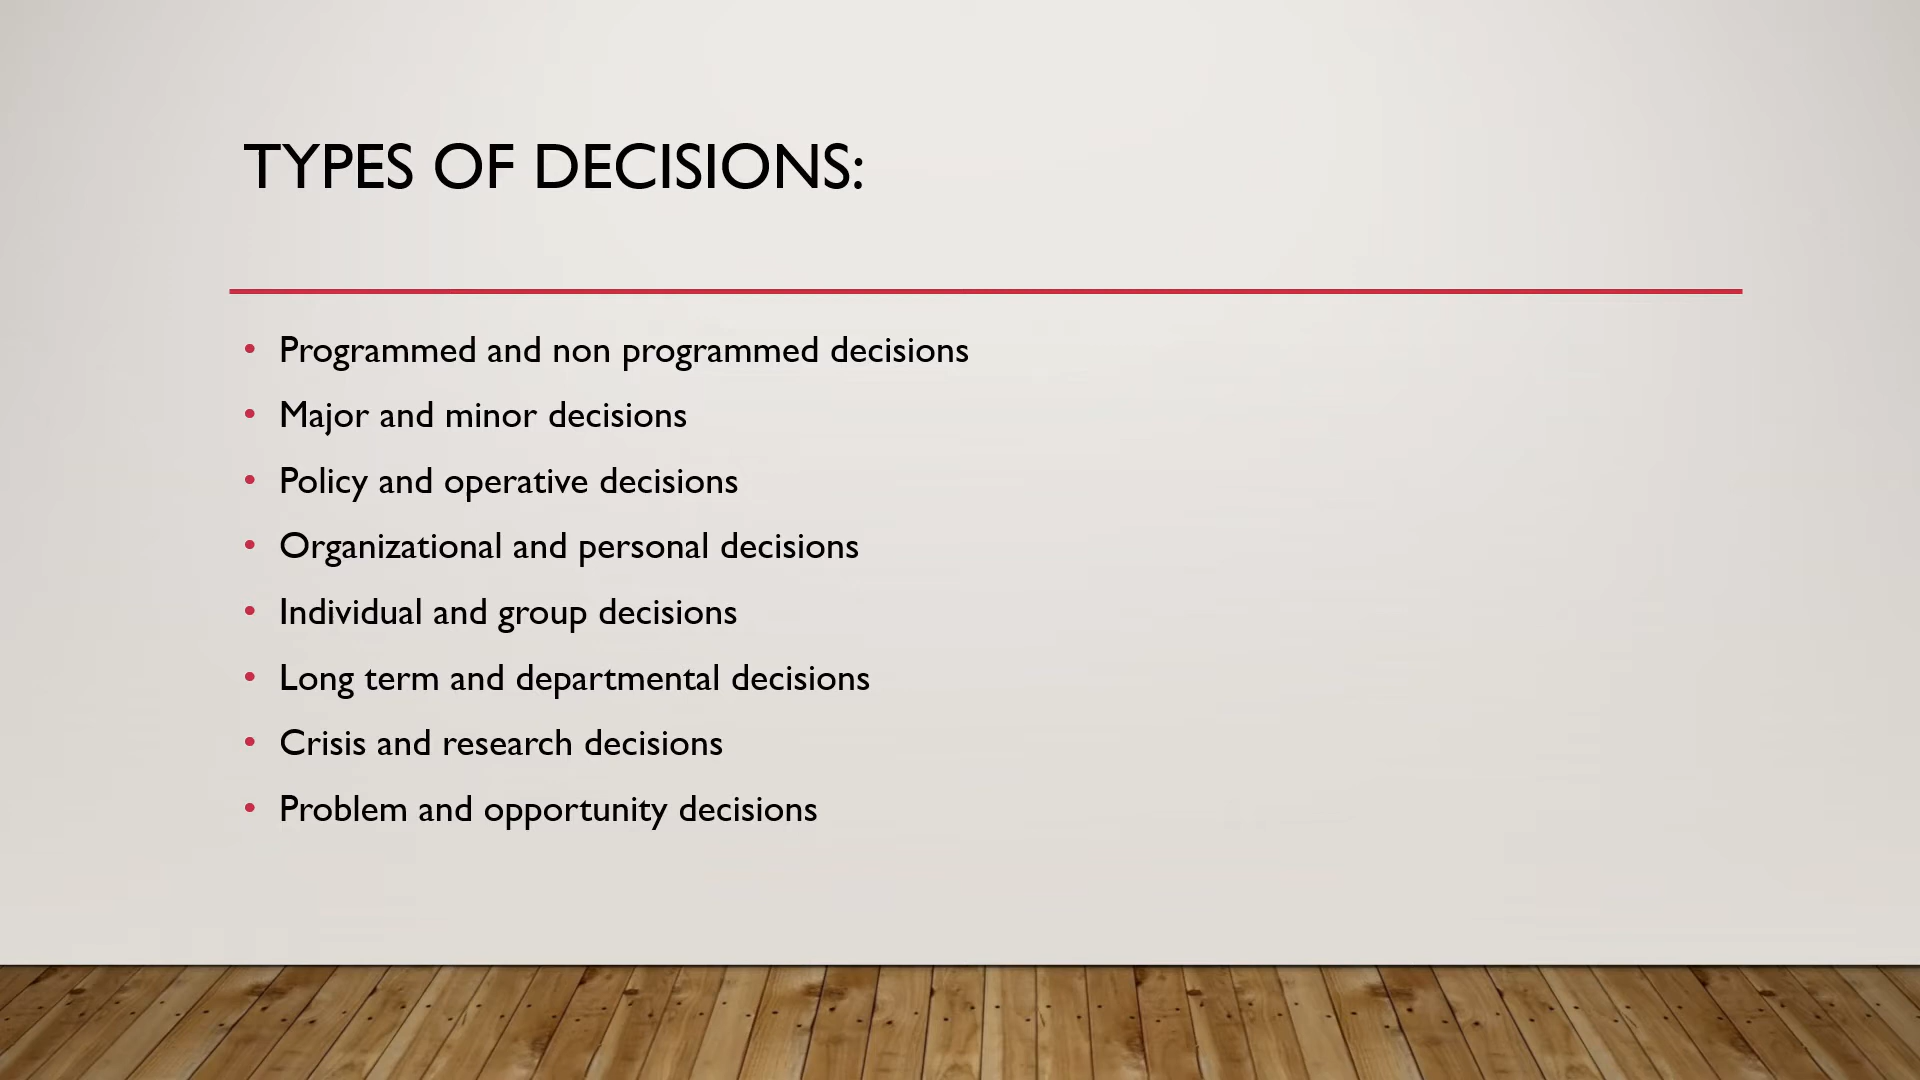 TYPES OF DECISIONS:
• Programmed and non programmed decisions
• Major and minor decisions
• Policy and operative decisions
• Organizational and personal decisions
• Individual and group decisions
• Long term and departmental decisions
• Crisis and research decisions
• Problem and opportunity decisions